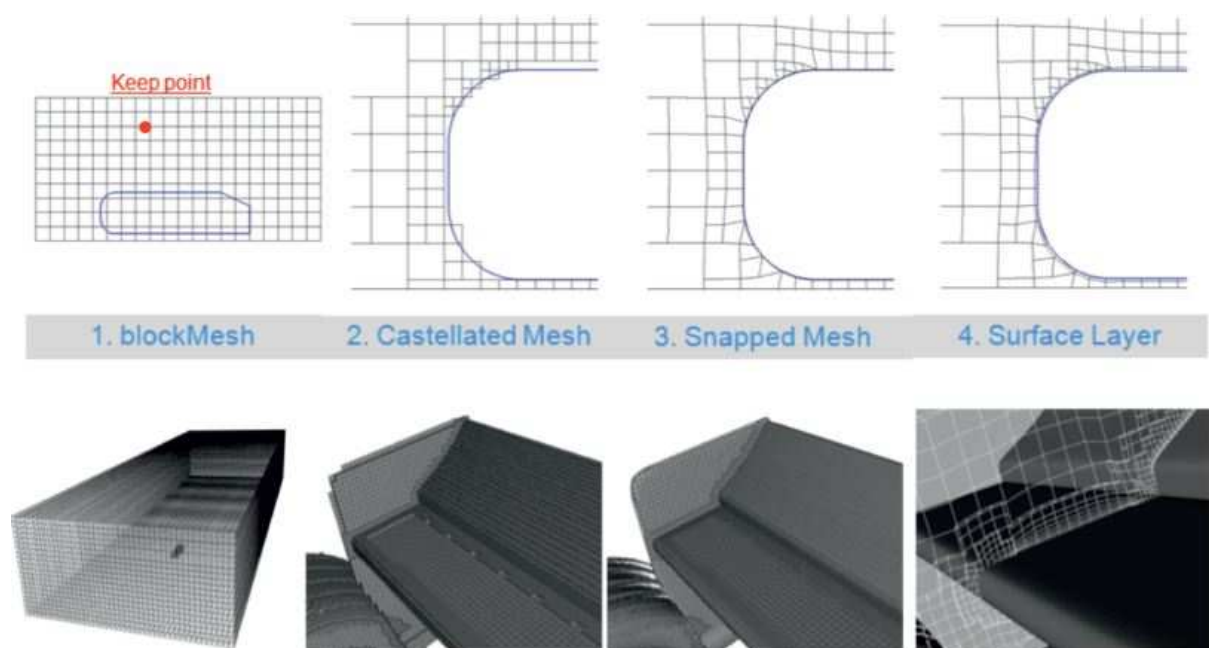 Keep point
1. blockMesh
2. Castellated Mesh
3. Snapped Mesh
4. Surface Layer